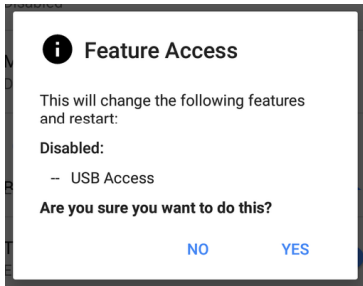 Disabled
Feature Access
This will change the following features
and restart:
Disabled:
-- USB Access
Are you sure you want to do this?
NO YES